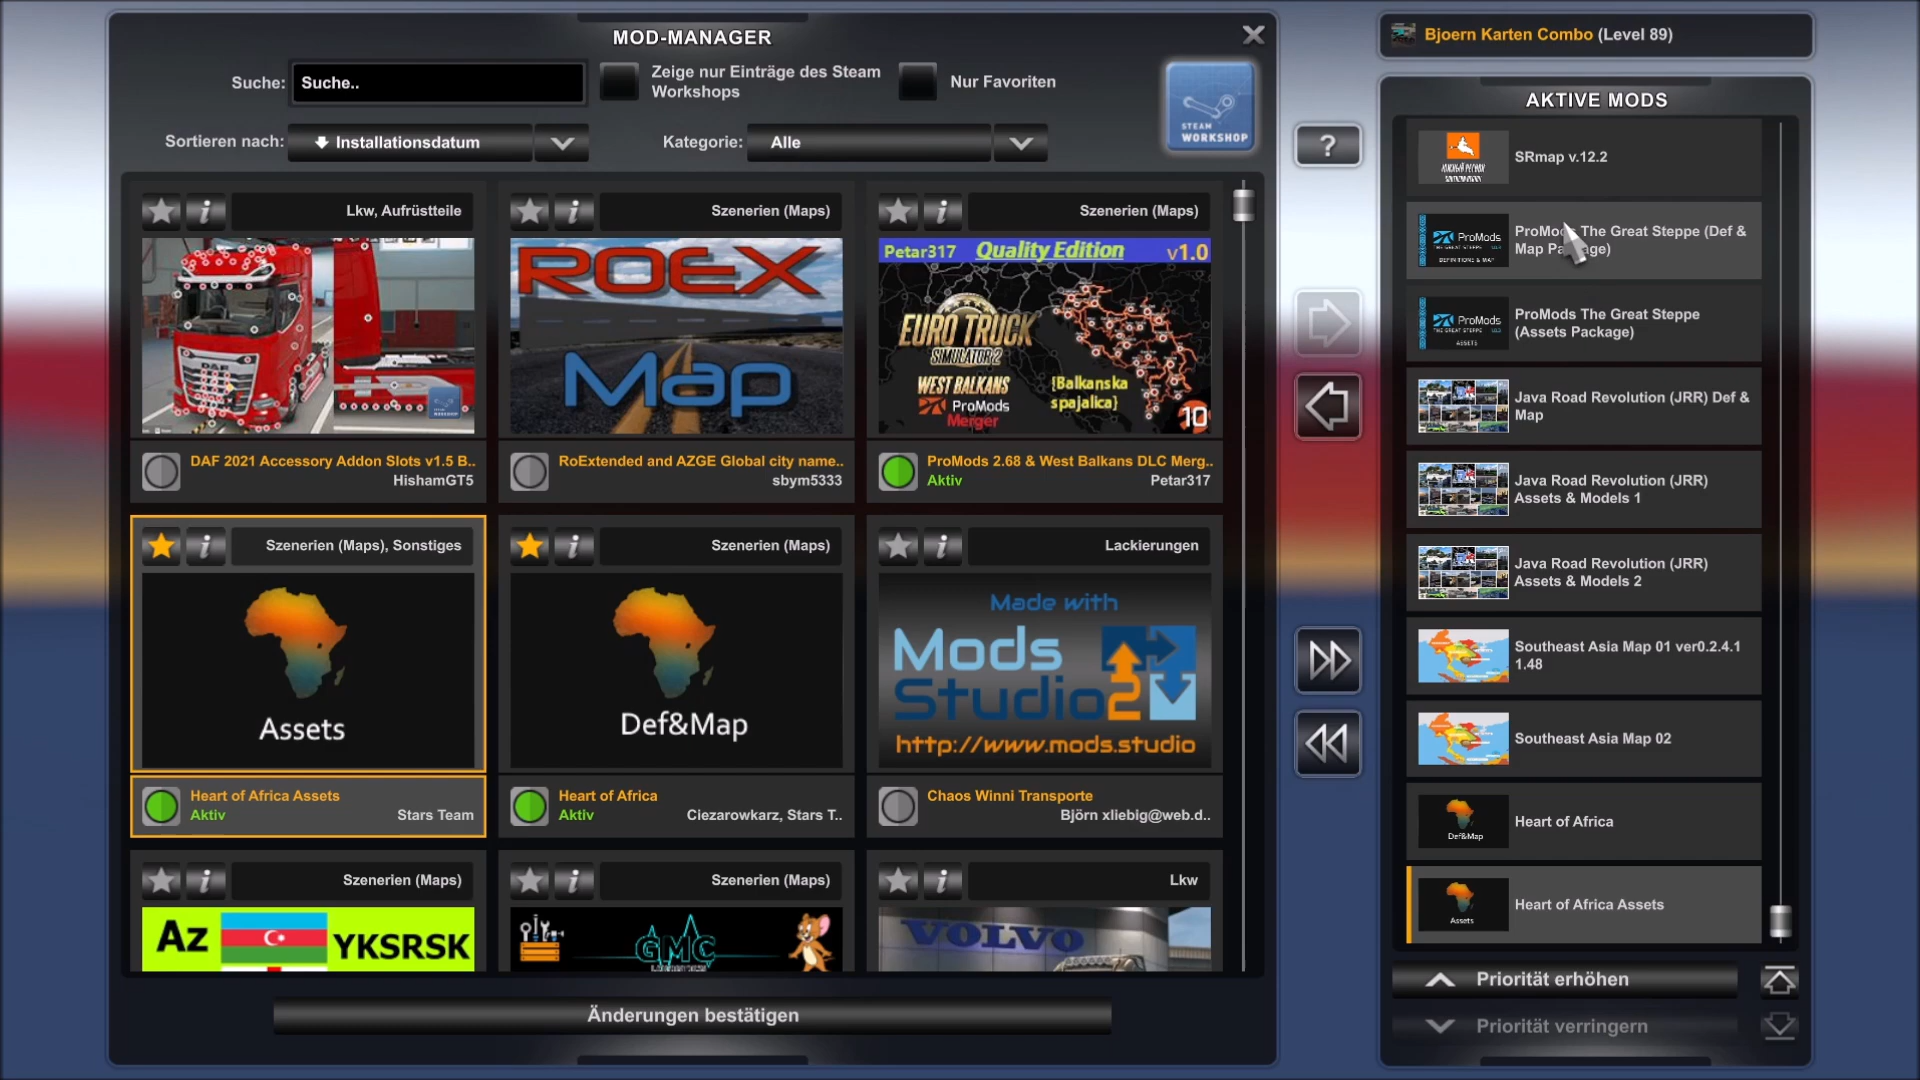 MOD-MANAGER
Suche:
Suche..
Zeige nur Einträge des Steam
Workshops
Nur Favoriten
STEAM
WORKSHOP
Sortieren nach:
Installationsdatum
Kategorie:
Alle
Lkw, Aufrüstteile
DAF
DAF 2021 Accessory Addon Slots v1.5 B..
HishamGT5
Szenerien (Maps)
ROEX
Map
RoExtended and AZGE Global city name..
sbym5333
Szenerien (Maps)
Petar317 Quality Edition v1.0
EURO TRUCK
SIMULATOR 2
WEST BALKANS
ProMods
Merger
{Balkanska
spajalica}
10
ProMods 2.68 & West Balkans DLC Merg..
Aktiv
Petar317
Szenerien (Maps), Sonstiges
Assets
Heart of Africa Assets
Aktiv
Stars Team
Szenerien (Maps)
Def&Map
Heart of Africa
Aktiv
Ciezarowkarz, Stars T..
Lackierungen
Made with
Mods
Studio2
http://www.mods.studio
Chaos Winni Transporte
Björn xliebig@web.d..
Szenerien (Maps)
Az
YKSRSK
Szenerien (Maps)
GMC
Lkw
VOLVO
Änderungen bestätigen
?
Bjoern Karten Combo (Level 89)
AKTIVE MODS
SRmap v.12.2
ProMods
DEFINITIONS & MAP
ProMods The Great Steppe (Def &
Map Package)
ProMods
ASSETS
ProMods The Great Steppe
(Assets Package)
Java Road Revolution (JRR) Def &
Map
Java Road Revolution (JRR)
Assets & Models 1
Java Road Revolution (JRR)
Assets & Models 2
Southeast Asia Map 01 ver0.2.4.1
1.48
Southeast Asia Map 02
Def&Map
Heart of Africa
Assets
Heart of Africa Assets
Priorität erhöhen
Priorität verringern